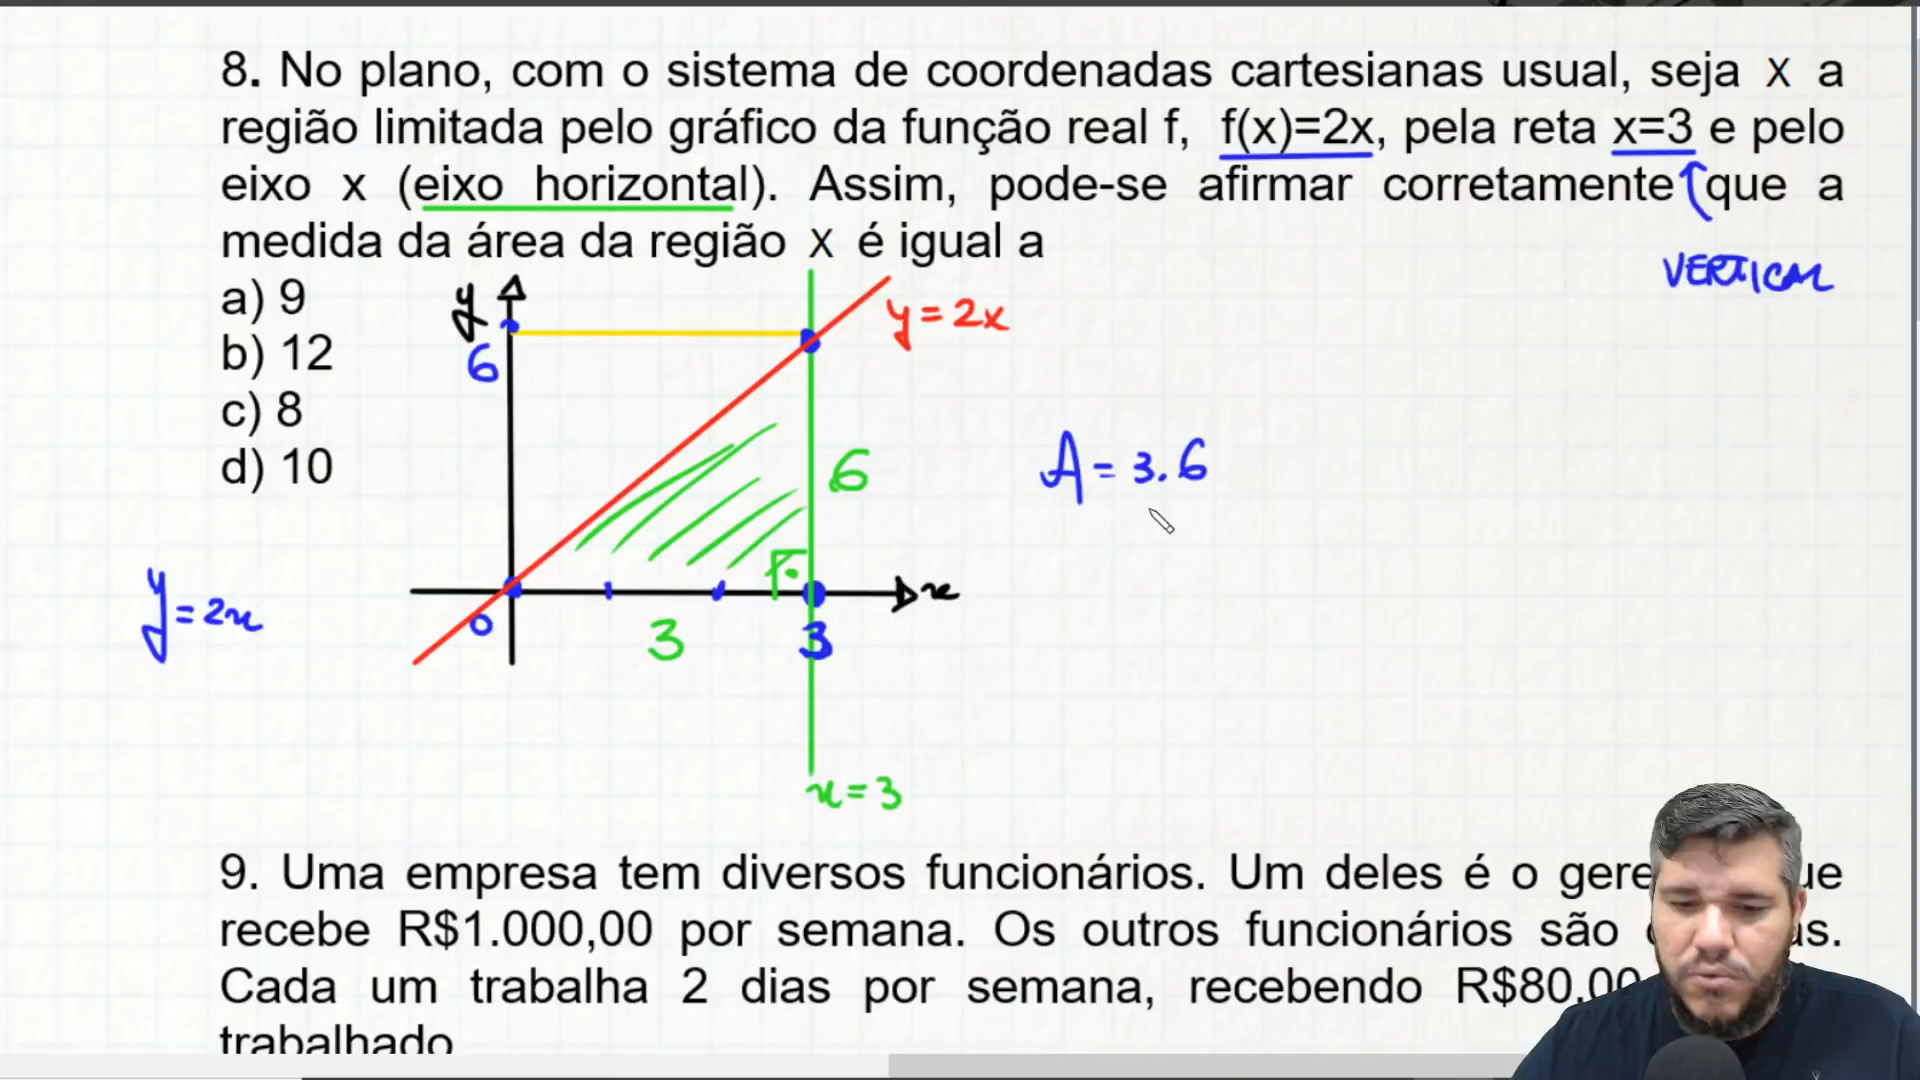 8. No plano, com o sistema de coordenadas cartesianas usual, seja X a
região limitada pelo gráfico da função real f, f(x)=2x, pela reta x=3 e pelo
eixo x (eixo horizontal). Assim, pode-se afirmar corretamente que a
medida da área da região X é igual a
VERTICAL
a) 9
b) 12
c) 8
d) 10
y
6
y = 2x
6
A = 3.6
x
y = 2x
0
3
3
x = 3
9. Uma empresa tem diversos funcionários. Um deles é o
recebe R$1.000,00 por semana. Os outros funcionários são
Cada um trabalha 2 dias por semana, recebendo R$80,00
trabalhado